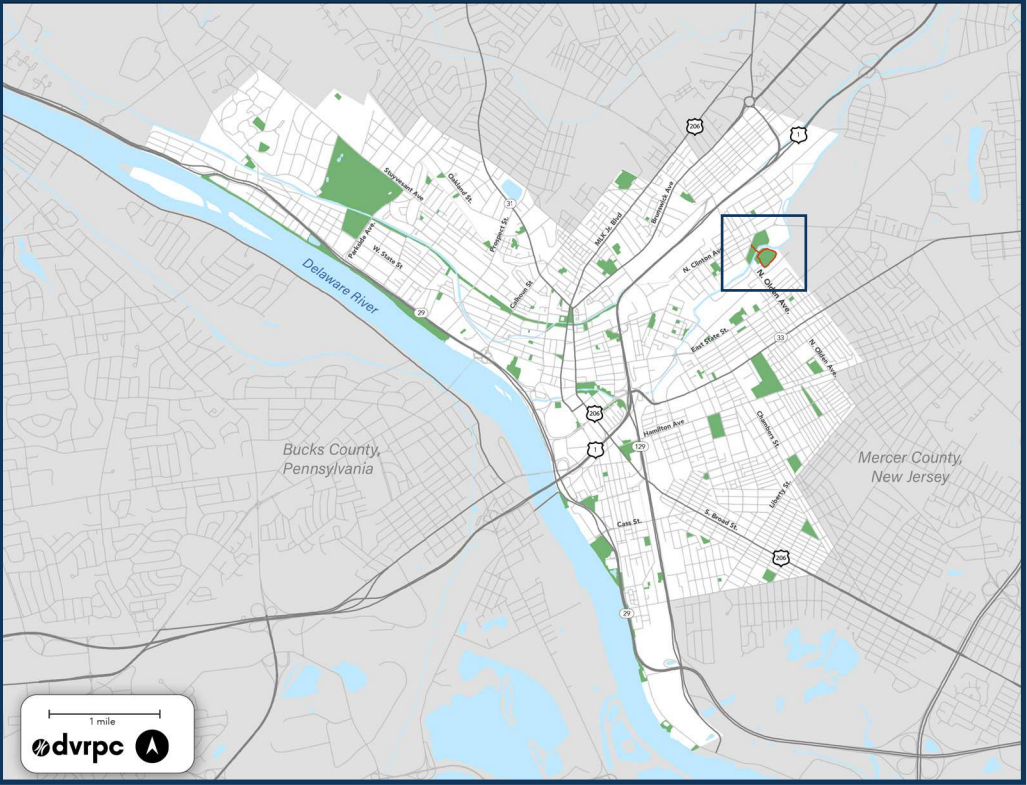 206
1
Stuyvesant Ave
Oakland St.
31
Brunswick Ave
Prospect St.
MLK Jr. Blvd
Parkside Ave.
W. State St
N. Clinton Ave
Delaware River
Calhoun St
N. Olden Ave.
29
East State St.
33
N. Olden Ave.
206
Chambers St.
Hamilton Ave
129
1
Bucks County,
Pennsylvania
Mercer County,
New Jersey
Liberty St.
S. Broad St.
Cass St.
206
29
1 mile
dvrpc